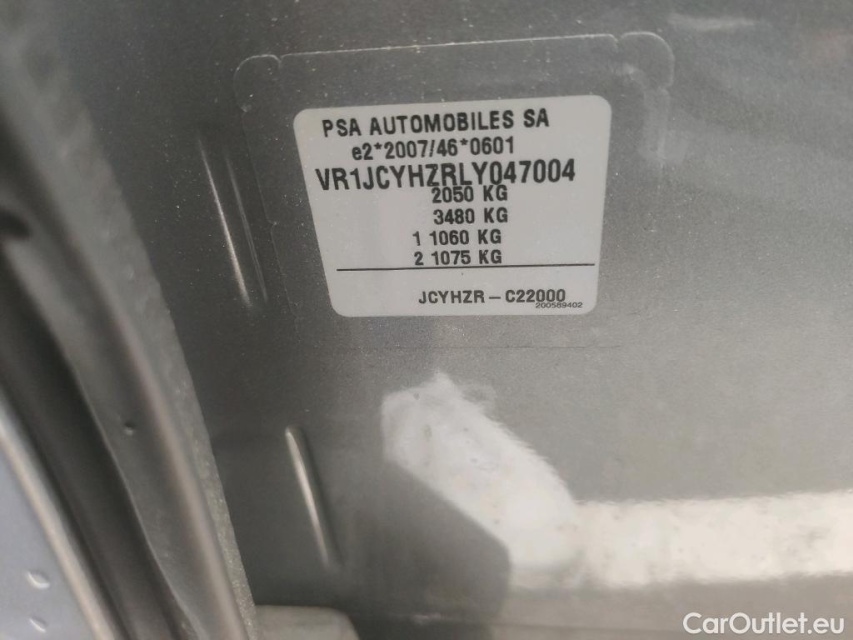 PSA AUTOMOBILES SA
e2*2007/46*0601
VR1JCYHZRLY047004
2050 KG
3480 KG
1 1060 KG
2 1075 KG
JCYHZR - C22000
200589402
CarOutlet.eu